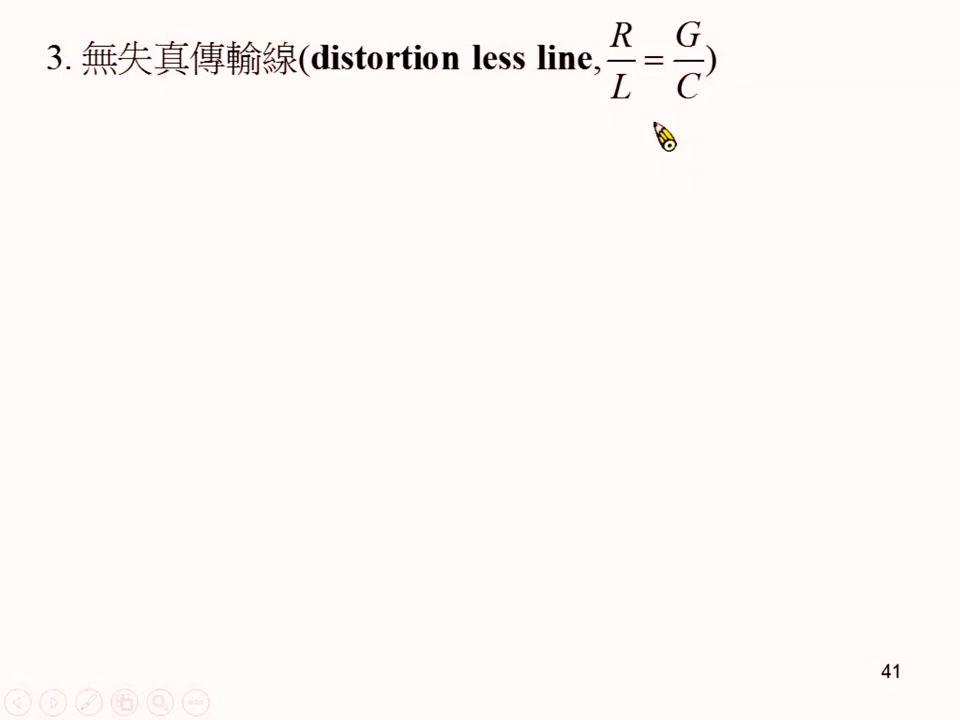 3. 無失真傳輸線(distortion less line, R/L = G/C)
41